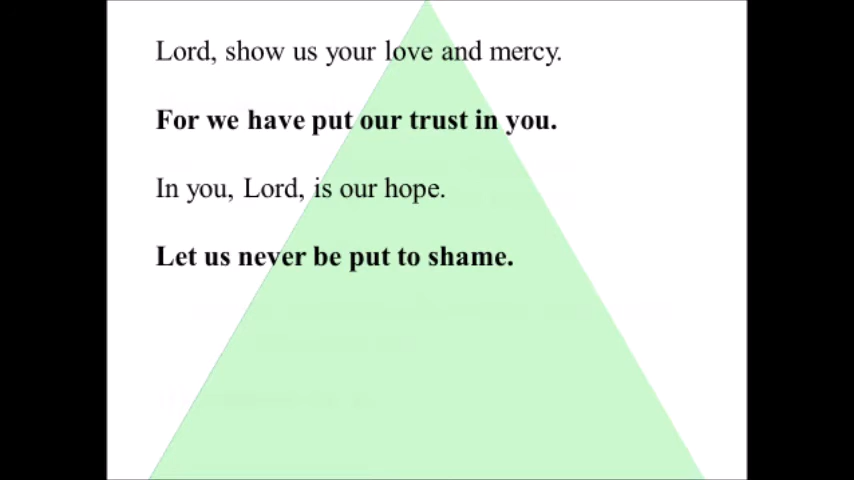 Lord, show us your love and mercy.
For we have put our trust in you.
In you, Lord, is our hope.
Let us never be put to shame.